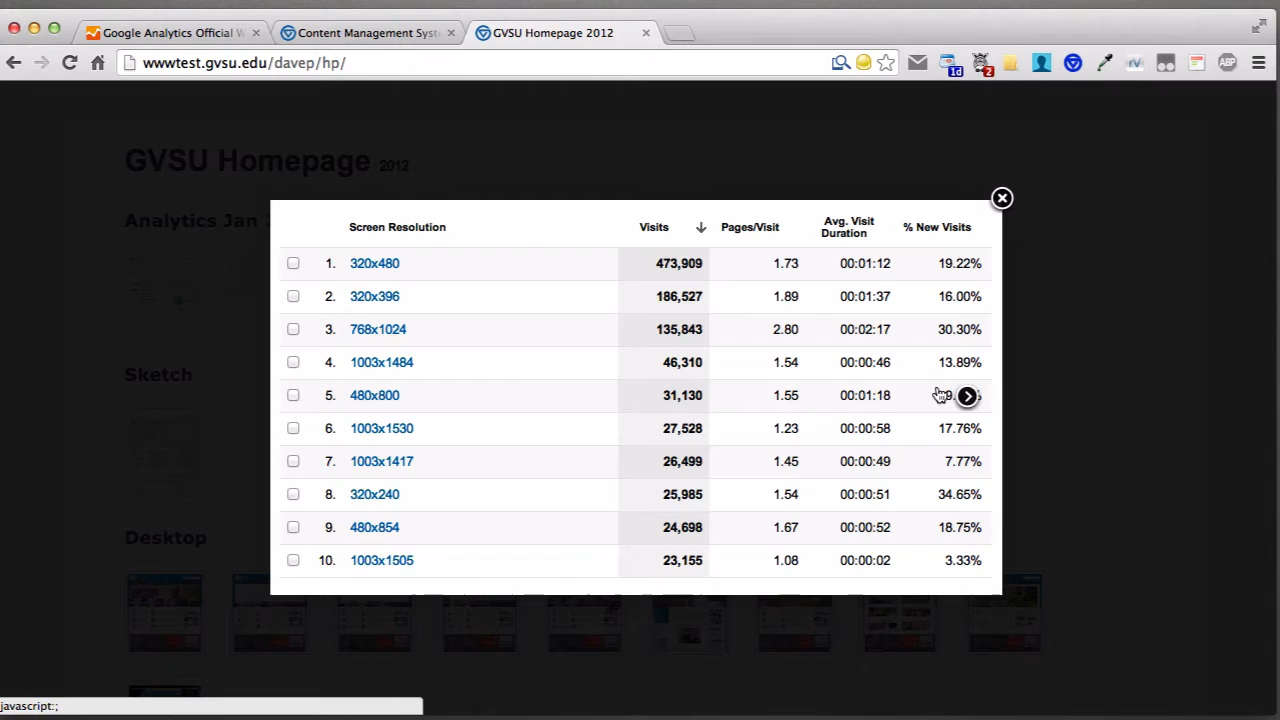 Google Analytics Official W
Content Management Syst
GVSU Homepage 2012
wwwtest.gvsu.edu/davep/hp/
1d
2
rV
ABP
GVSU Homepage 2012
Analytics Jan
Screen Resolution Visits Pages/Visit Avg. Visit Duration % New Visits
1. 320x480 473,909 1.73 00:01:12 19.22%
2. 320x396 186,527 1.89 00:01:37 16.00%
3. 768x1024 135,843 2.80 00:02:17 30.30%
4. 1003x1484 46,310 1.54 00:00:46 13.89%
5. 480x800 31,130 1.55 00:01:18
6. 1003x1530 27,528 1.23 00:00:58 17.76%
7. 1003x1417 26,499 1.45 00:00:49 7.77%
8. 320x240 25,985 1.54 00:00:51 34.65%
9. 480x854 24,698 1.67 00:00:52 18.75%
10. 1003x1505 23,155 1.08 00:00:02 3.33%
Sketch
Desktop
javascript:;